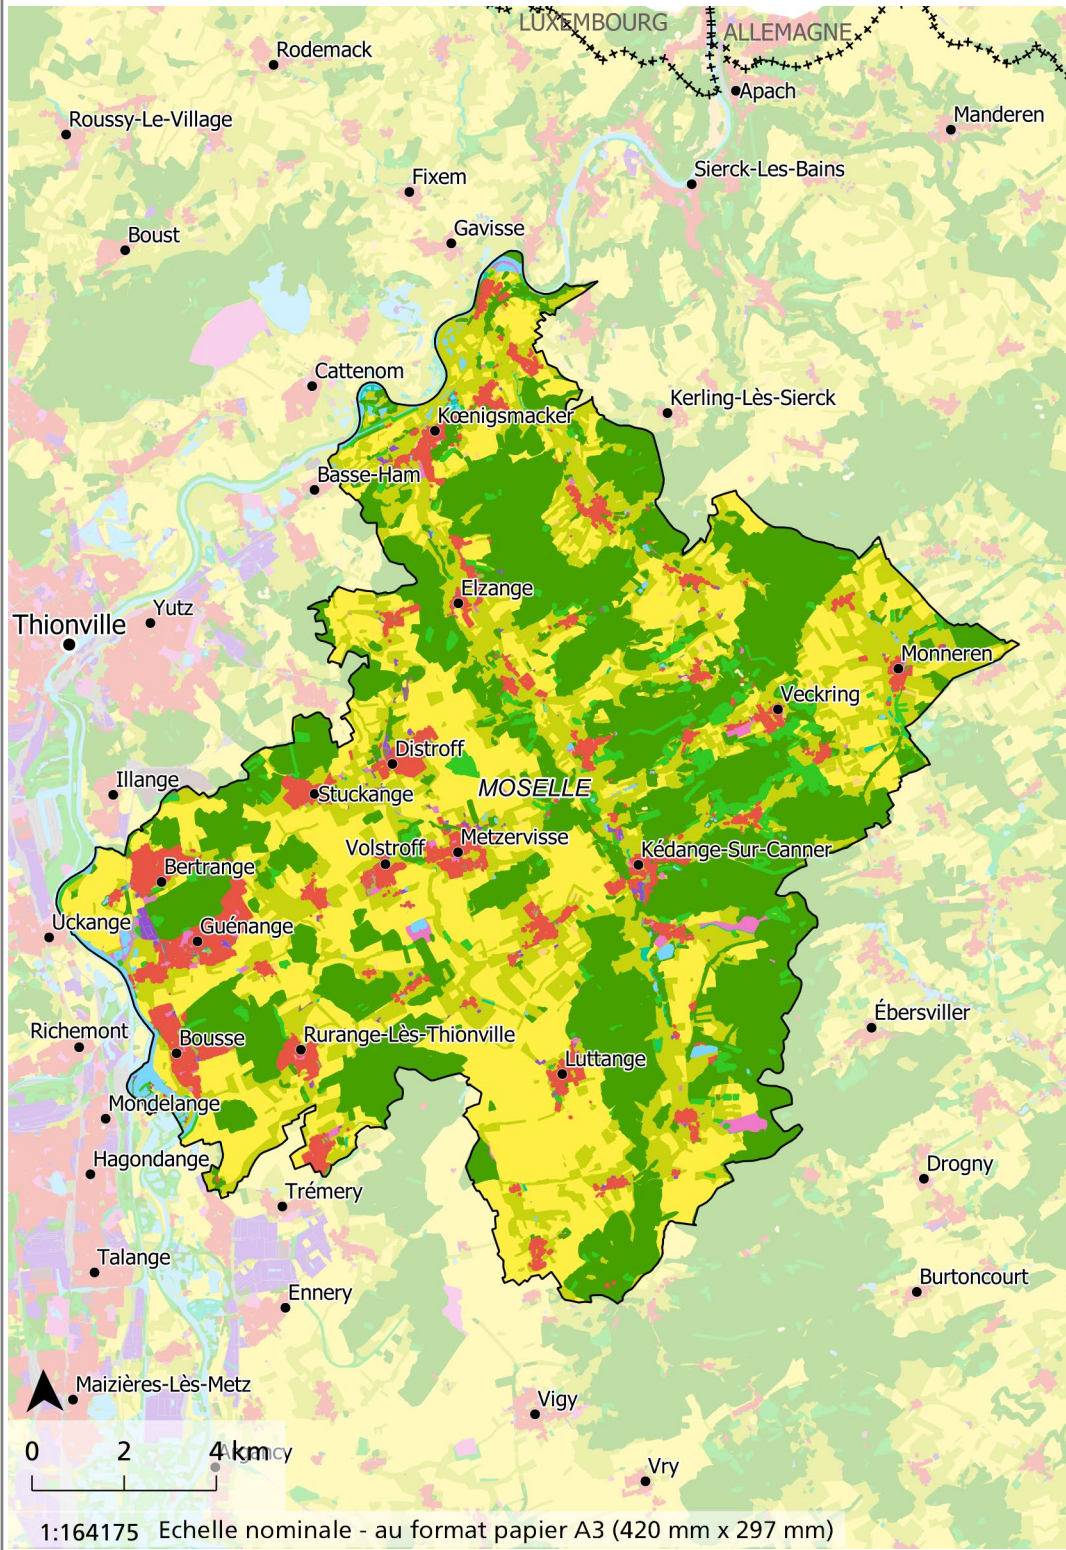 LUXEMBOURG
ALLEMAGNE
Rodemack
Apach
Manderen
Roussy-Le-Village
Sierck-Les-Bains
Fixem
Gavisse
Boust
Cattenom
Kerling-Lès-Sierck
Kœnigsmacker
Basse-Ham
Elzange
Yutz
Thionville
Monneren
Veckring
Distroff
Illange
MOSELLE
Stuckange
Metzervisse
Volstroff
Kédange-Sur-Canner
Bertrange
Uckange
Guénange
Ébersviller
Richemont
Bousse
Rurange-Lès-Thionville
Luttange
Mondelange
Hagondange
Drogny
Trémery
Talange
Burtoncourt
Ennery
Maizières-Lès-Metz
Vigy
0 2 4 km
Argancy
Vry
1:164175 Echelle nominale - au format papier A3 (420 mm x 297 mm)